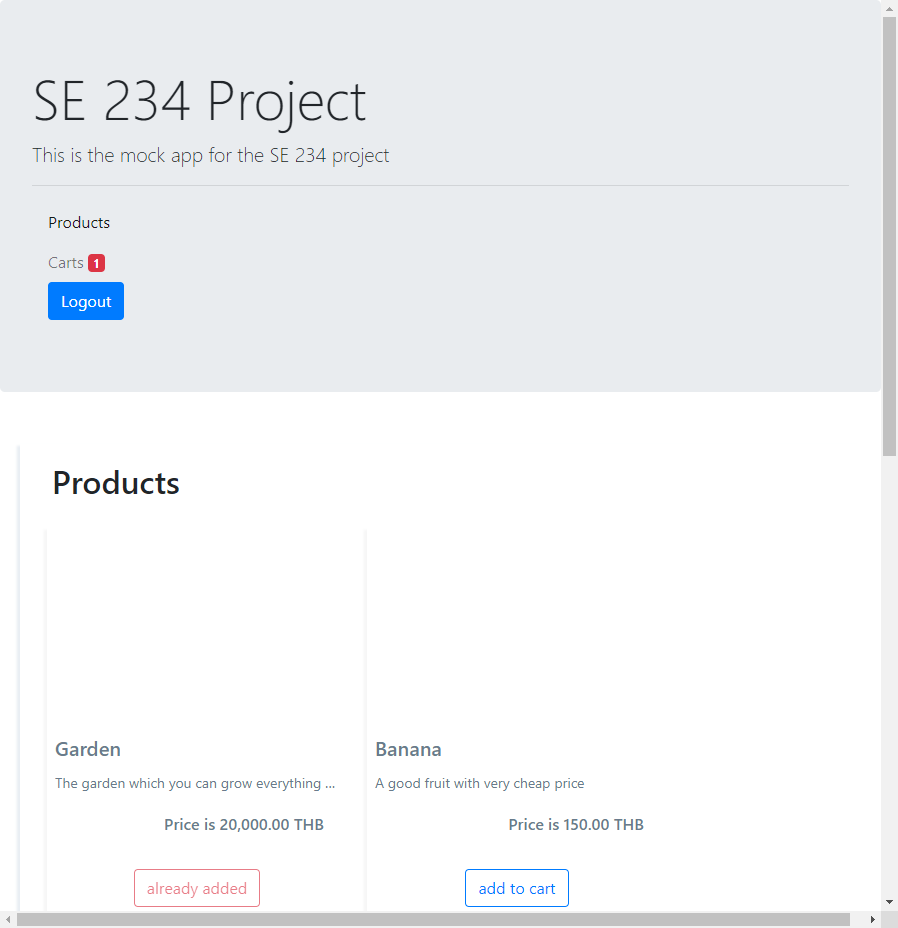 SE 234 Project
This is the mock app for the SE 234 project
Products
Carts 1
Logout
Products
Garden
The garden which you can grow everything ...
Price is 20,000.00 THB
already added
Banana
A good fruit with very cheap price
Price is 150.00 THB
add to cart